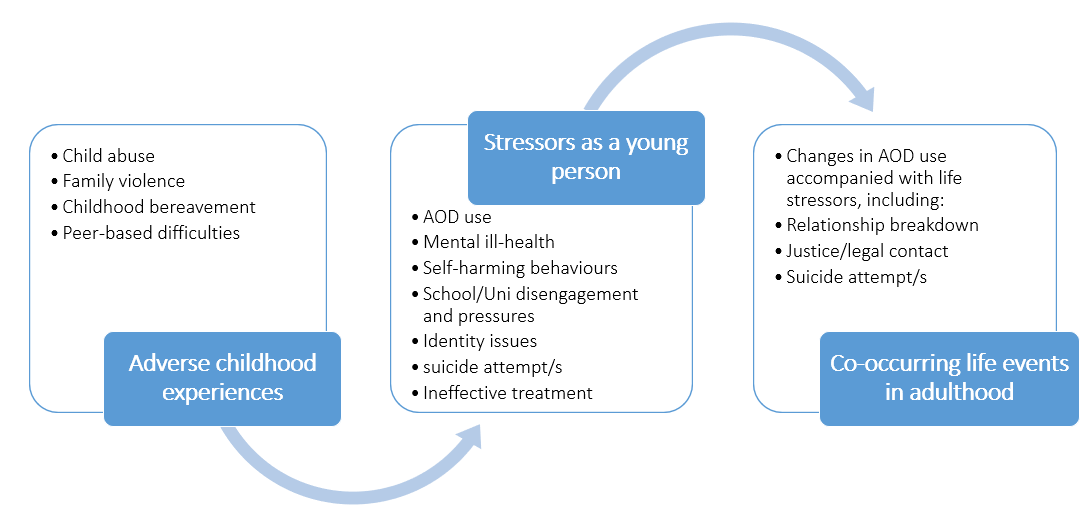 • Child abuse
• Family violence
• Childhood bereavement
• Peer-based difficulties
Adverse childhood
experiences
Stressors as a young
person
• AOD use
• Mental ill-health
• Self-harming behaviours
• School/Uni disengagement
and pressures
• Identity issues
• suicide attempt/s
• Ineffective treatment
• Changes in AOD use
accompanied with life
stressors, including:
• Relationship breakdown
• Justice/legal contact
• Suicide attempt/s
Co-occurring life events
in adulthood